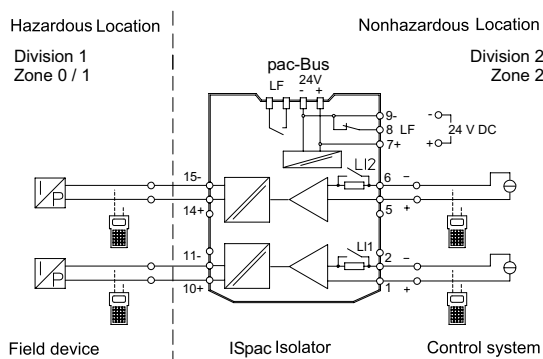 Hazardous Location
Nonhazardous Location
Division 1
Zone 0 / 1
Division 2
Zone 2
pac-Bus
LF
24V
- +
9-
8 LF
7+
-
+
24 V DC
15-
14+
LI2
6 -
5 +
I
P
11-
10+
LI1
2 -
1 +
I
P
Field device
ISpac Isolator
Control system